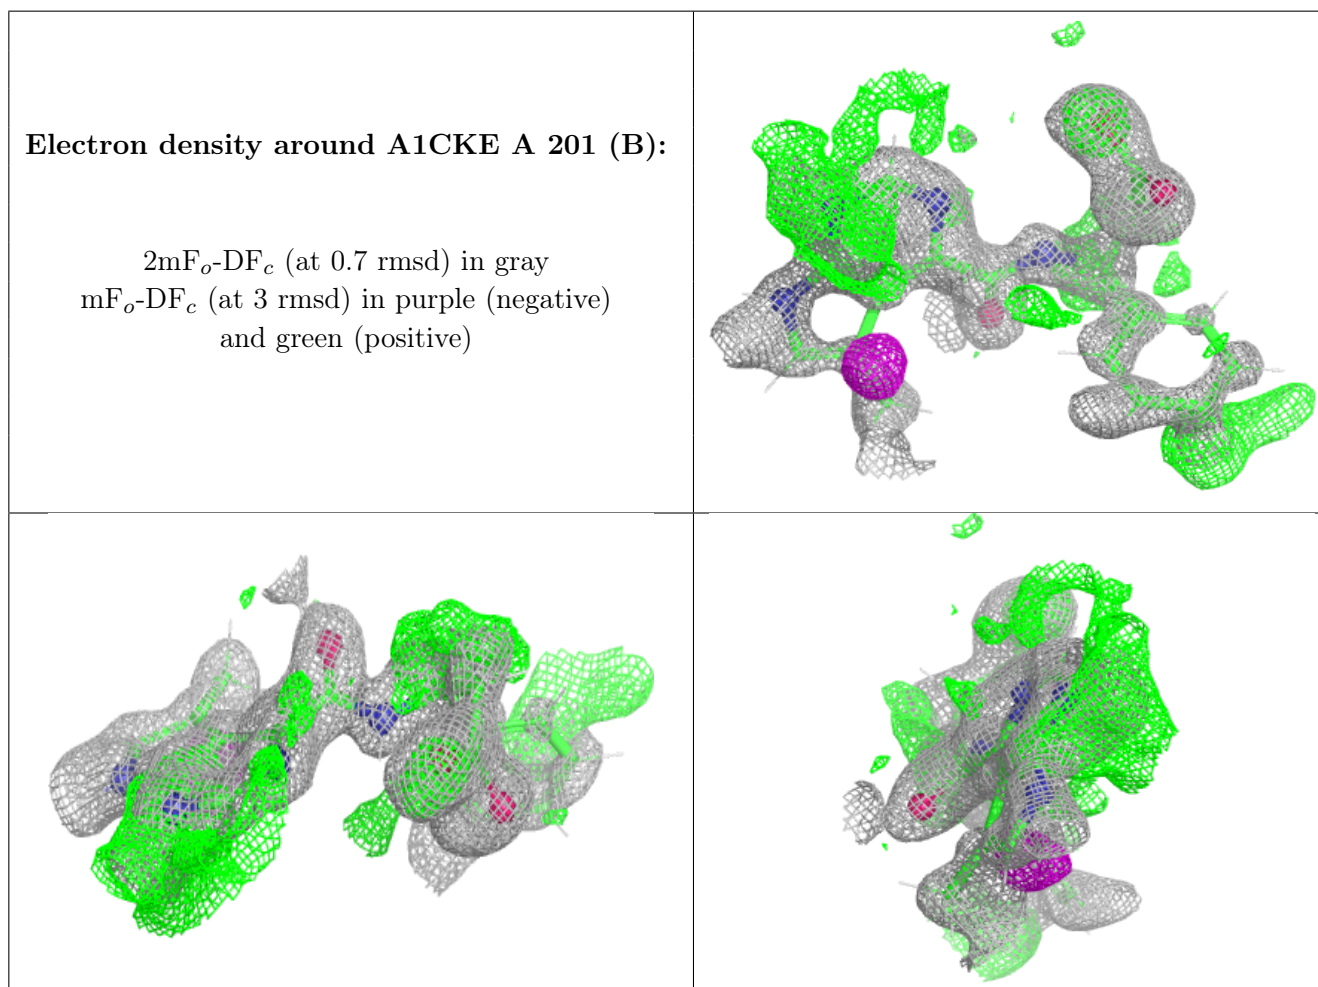 Electron density around A1CKE A 201 (B):
2mFo-DFc (at 0.7 rmsd) in gray
mFo-DFc (at 3 rmsd) in purple (negative)
and green (positive)